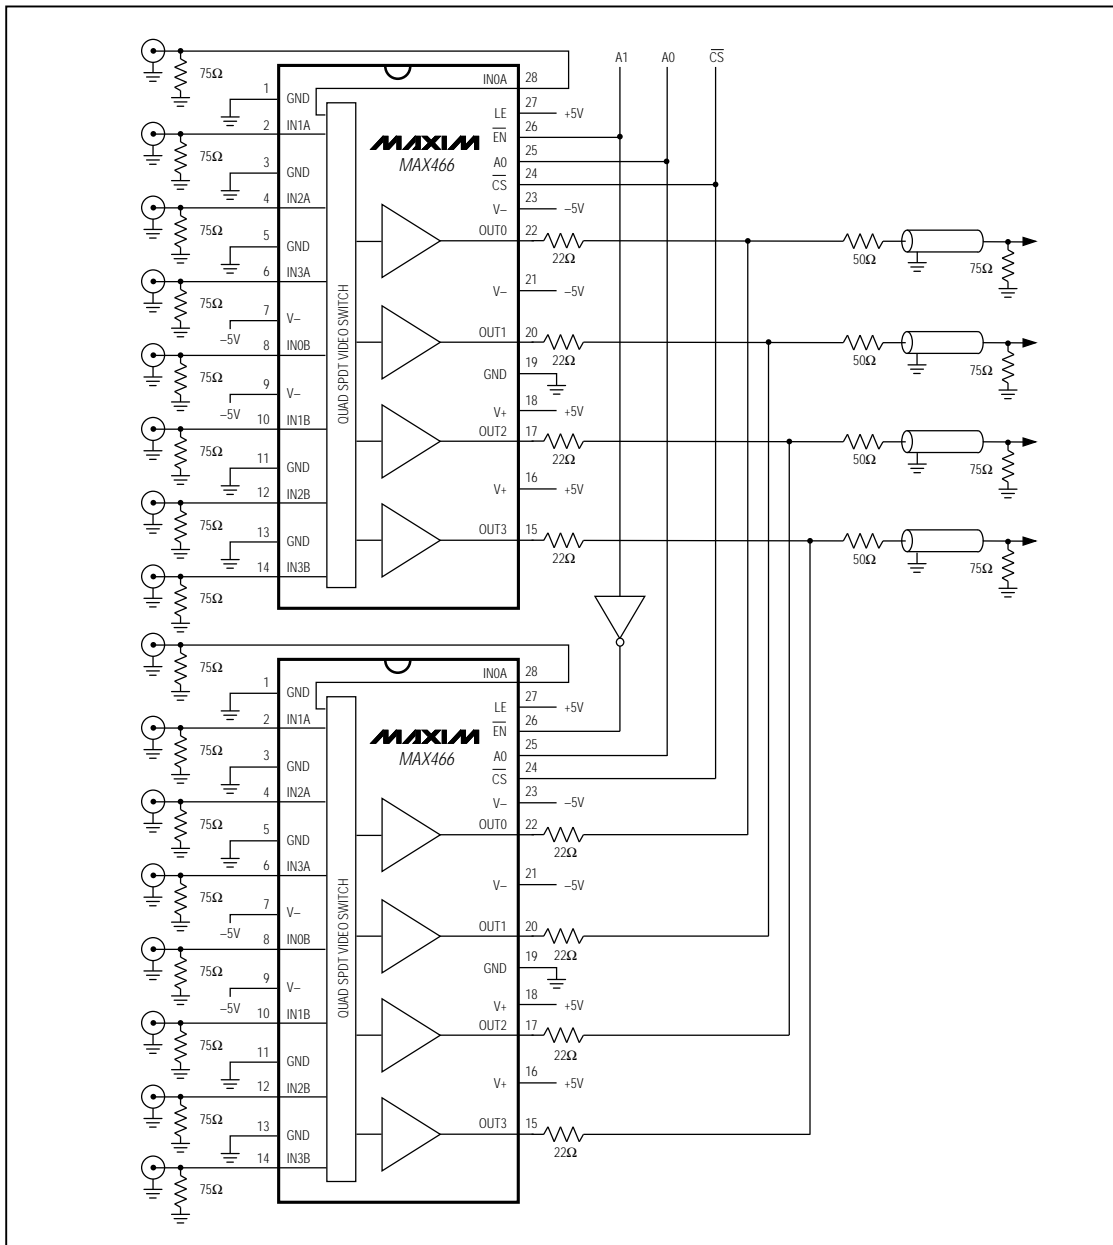 A1 A0 CS
75Ω
IN0A 28
1 GND
LE 27 +5V
2 IN1A
EN 26
75Ω
MAXIM
MAX466
A0 25
3 GND
CS 24
4 IN2A
V– 23 –5V
75Ω
OUT0 22
22Ω
50Ω
75Ω
5 GND
6 IN3A
V– 21 –5V
75Ω
QUAD SPDT VIDEO SWITCH
7 V–
–5V
OUT1 20
22Ω
50Ω
75Ω
8 IN0B
GND 19
75Ω
9 V–
–5V
V+ 18 +5V
10 IN1B
OUT2 17
22Ω
50Ω
75Ω
75Ω
11 GND
V+ 16 +5V
12 IN2B
75Ω
13 GND
OUT3 15
22Ω
50Ω
75Ω
14 IN3B
75Ω
75Ω
IN0A 28
1 GND
LE 27 +5V
2 IN1A
EN 26
75Ω
MAXIM
MAX466
A0 25
3 GND
CS 24
4 IN2A
V– 23 –5V
75Ω
OUT0 22
22Ω
5 GND
6 IN3A
V– 21 –5V
75Ω
QUAD SPDT VIDEO SWITCH
7 V–
–5V
OUT1 20
22Ω
8 IN0B
GND 19
75Ω
9 V–
–5V
V+ 18 +5V
10 IN1B
OUT2 17
22Ω
75Ω
11 GND
V+ 16 +5V
12 IN2B
75Ω
13 GND
OUT3 15
22Ω
14 IN3B
75Ω